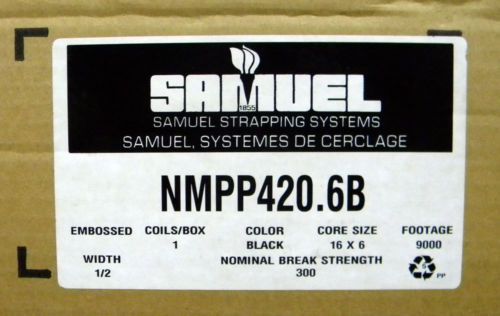 SAMUEL
1855
SAMUEL STRAPPING SYSTEMS
SAMUEL, SYSTEMES DE CERCLAGE
NMPP420.6B
EMBOSSED COILS/BOX COLOR CORE SIZE FOOTAGE
1 BLACK 16 X 6 9000
WIDTH NOMINAL BREAK STRENGTH
1/2 300
5
PP